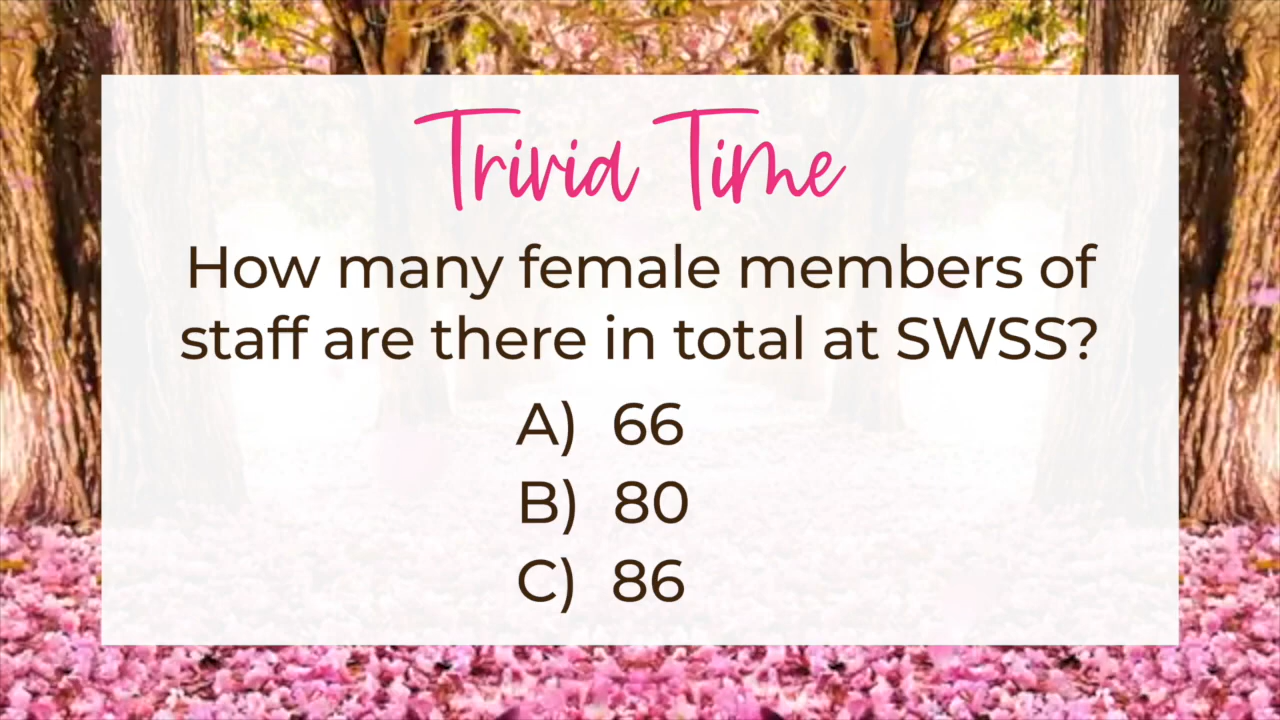 Trivia Time
How many female members of
staff are there in total at SWSS?
A) 66
B) 80
C) 86